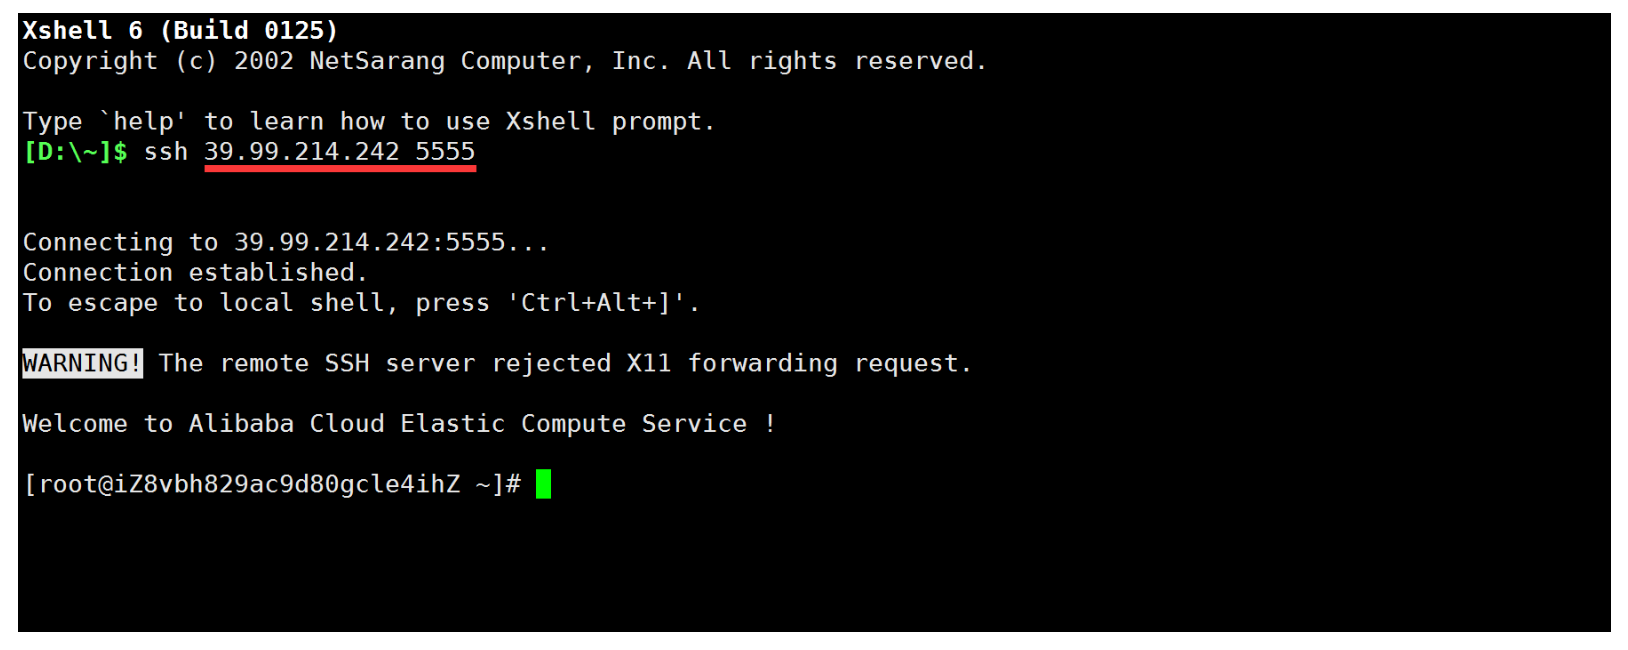 Xshell 6 (Build 0125)
Copyright (c) 2002 NetSarang Computer, Inc. All rights reserved.
Type `help' to learn how to use Xshell prompt.
[D:\~]$ ssh 39.99.214.242 5555
Connecting to 39.99.214.242:5555...
Connection established.
To escape to local shell, press 'Ctrl+Alt+]'.
WARNING! The remote SSH server rejected X11 forwarding request.
Welcome to Alibaba Cloud Elastic Compute Service !
[root@iZ8vbh829ac9d80gcle4ihZ ~]#